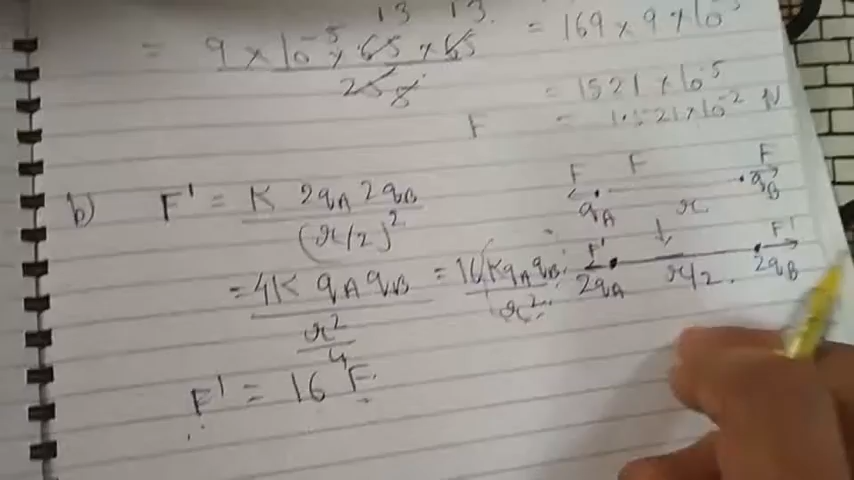 13 13
= 9 × 10⁻⁵ × 65 × 65 / 25 5 = 169 × 9 × 10⁻⁵
= 1521 × 10⁻⁵
F = 1.521 × 10⁻² N
b) F' = K 2qA 2qB / (r/2)²
F F F
qA r qB
= 4K qA qB / r²/4 = 16 K qA qB / r²
F' F'
2qA r/2 2qB
F' = 16 F